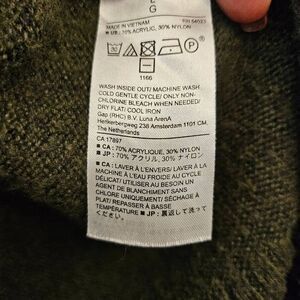 L
G
MADE IN VIETNAM
■ US: 70% ACRYLIC, 30% NYLON
P
1166
WASH INSIDE OUT/ MACHINE WASH
COLD GENTLE CYCLE/ ONLY NON-
CHLORINE BLEACH WHEN NEEDED/
DRY FLAT/ COOL IRON
Gap (RHC) B.V. Luna ArenA
Herikerbergweg 238 Amsterdam 1101 CM,
The Netherlands
CA 17897
■ CA: 70% ACRYLIQUE, 30% NYLON
■ JP: 70% アクリル, 30% ナイロン
■ CA: LAVER À L'ENVERS/ LAVER À LA
MACHINE À L'EAU FROIDE AU CYCLE
DÉLICAT/ UTILISER AU BESOIN UN
AGENT DE BLANCHIMENT SANS
CHLORE UNIQUEMENT/ SÉCHAGE À
PLAT/ REPASSER À BASSE
TEMPERATURE ■ JP: 裏返して洗って